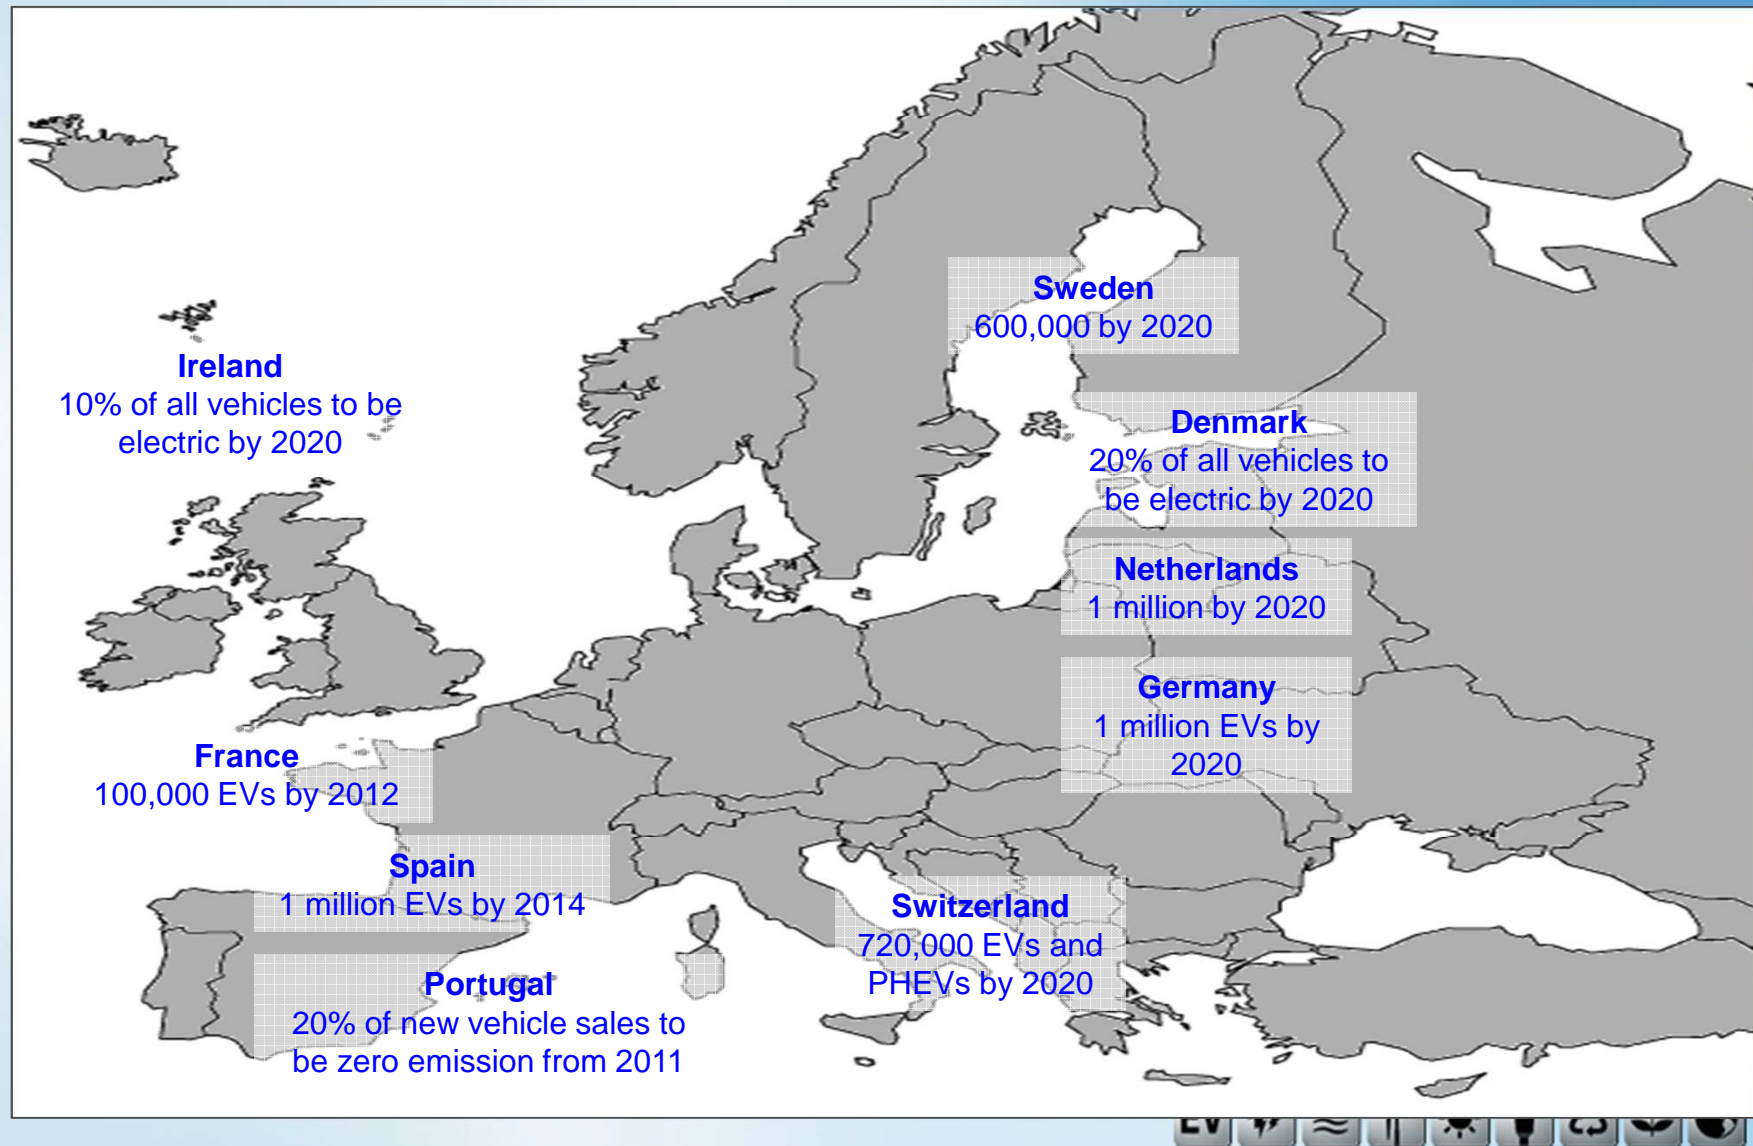 Sweden
600,000 by 2020
Ireland
10% of all vehicles to be
electric by 2020
Denmark
20% of all vehicles to
be electric by 2020
Netherlands
1 million by 2020
Germany
1 million EVs by
2020
France
100,000 EVs by 2012
Spain
1 million EVs by 2014
Switzerland
720,000 EVs and
PHEVs by 2020
Portugal
20% of new vehicle sales to
be zero emission from 2011
EV